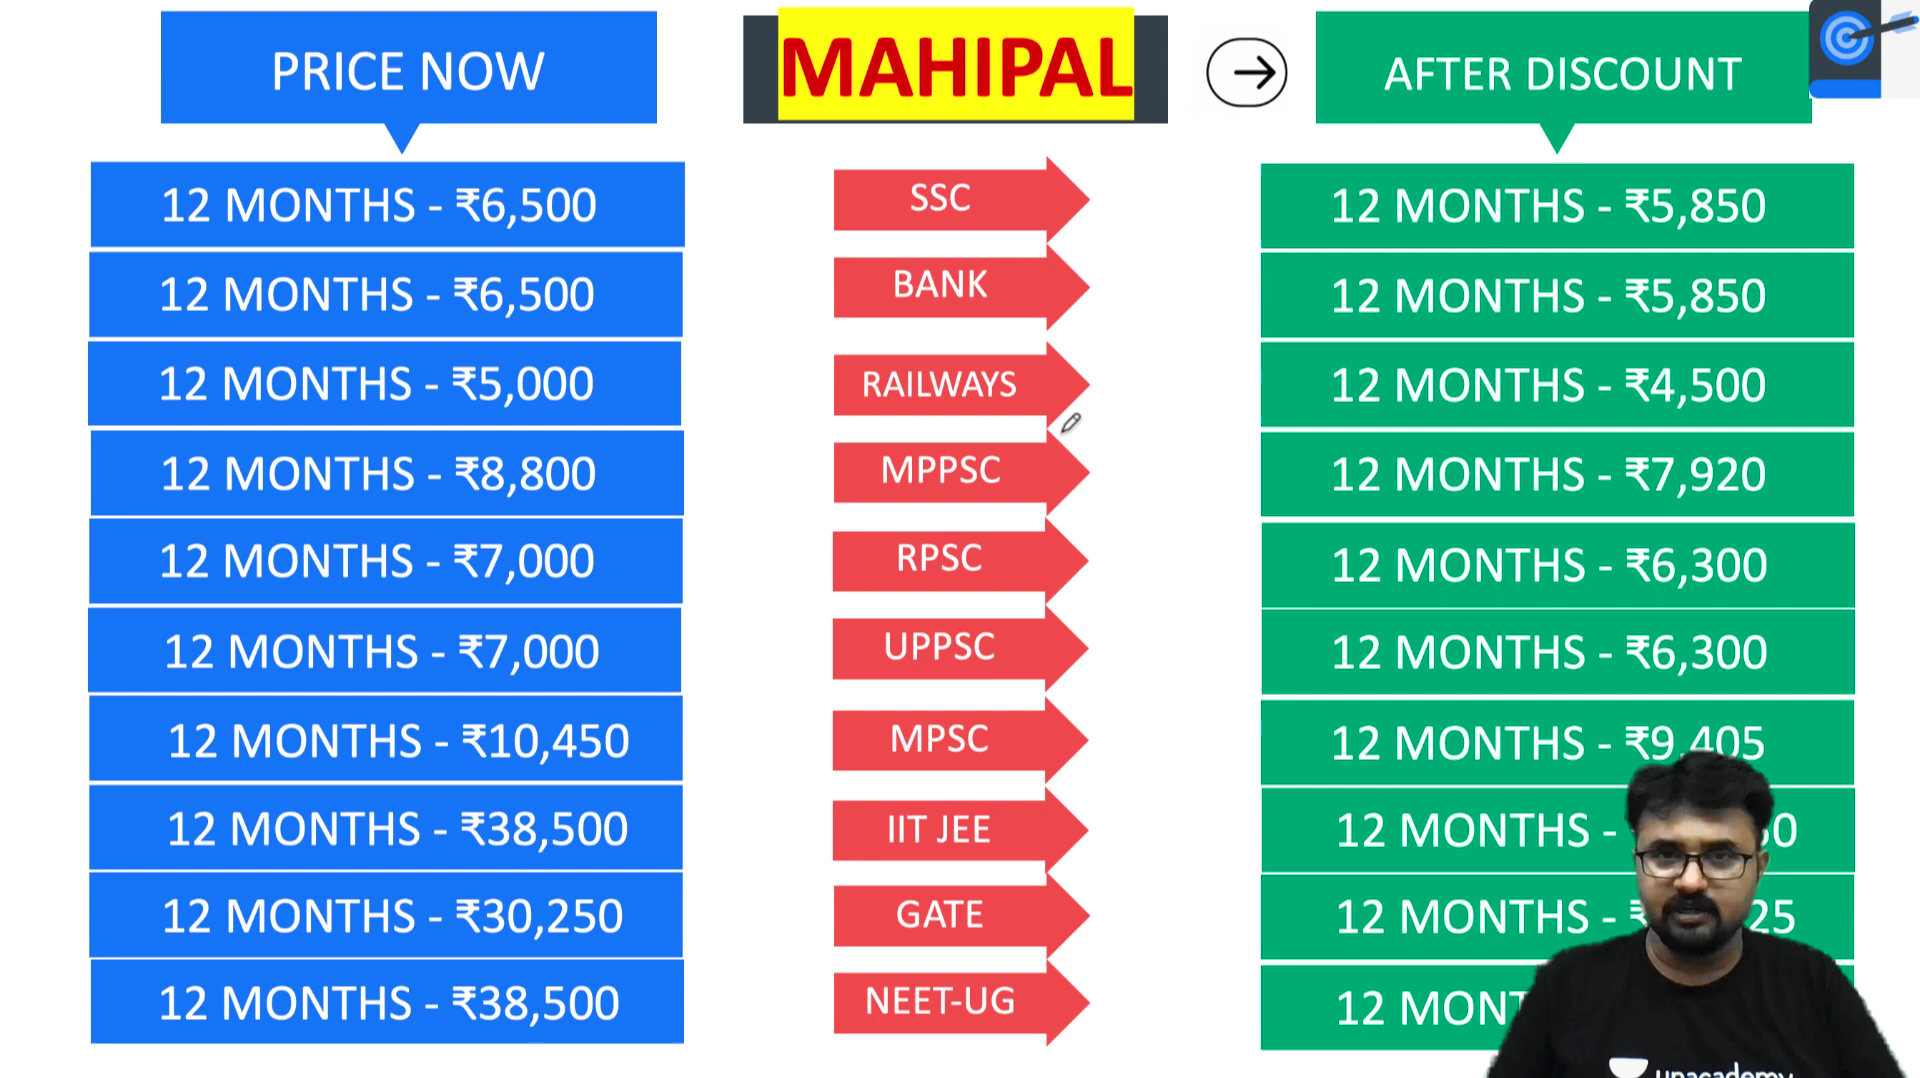 PRICE NOW
MAHIPAL
AFTER DISCOUNT
12 MONTHS - ₹6,500
SSC
12 MONTHS - ₹5,850
12 MONTHS - ₹6,500
BANK
12 MONTHS - ₹5,850
12 MONTHS - ₹5,000
RAILWAYS
12 MONTHS - ₹4,500
12 MONTHS - ₹8,800
MPPSC
12 MONTHS - ₹7,920
12 MONTHS - ₹7,000
RPSC
12 MONTHS - ₹6,300
12 MONTHS - ₹7,000
UPPSC
12 MONTHS - ₹6,300
12 MONTHS - ₹10,450
MPSC
12 MONTHS - ₹9,405
12 MONTHS - ₹38,500
IIT JEE
12 MONTHS -
12 MONTHS - ₹30,250
GATE
12 MONTHS -
12 MONTHS - ₹38,500
NEET-UG
12
unacademy